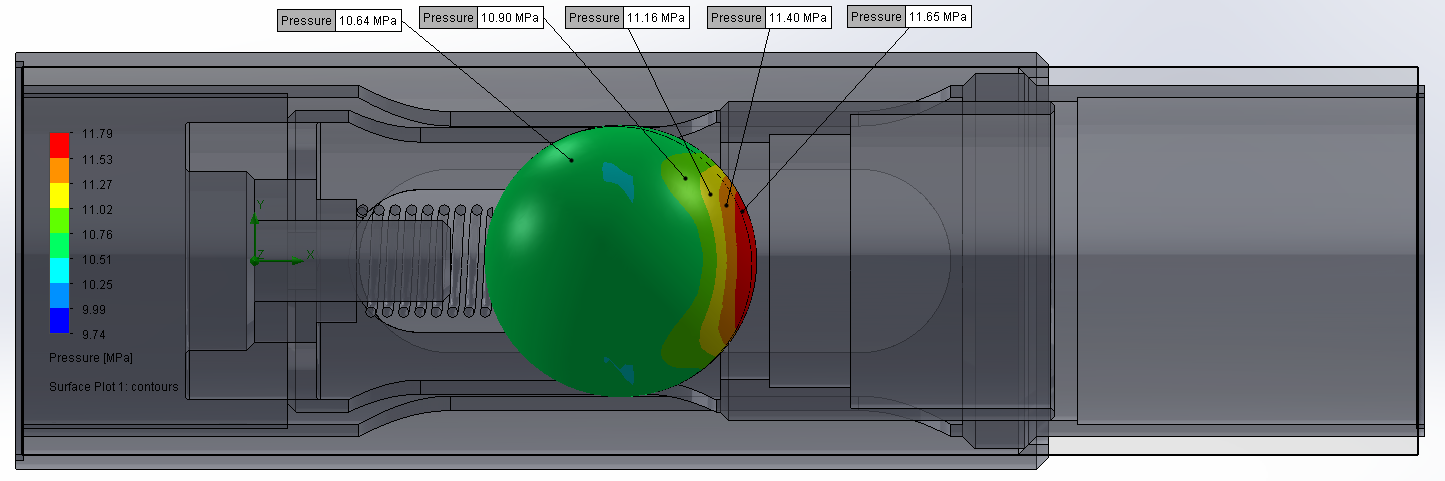 Pressure 10.64 MPa
Pressure 10.90 MPa
Pressure 11.16 MPa
Pressure 11.40 MPa
Pressure 11.65 MPa
11.79
11.53
11.27
11.02
10.76
10.51
10.25
9.99
9.74
Pressure [MPa]
Surface Plot 1: contours
Y
Z
X